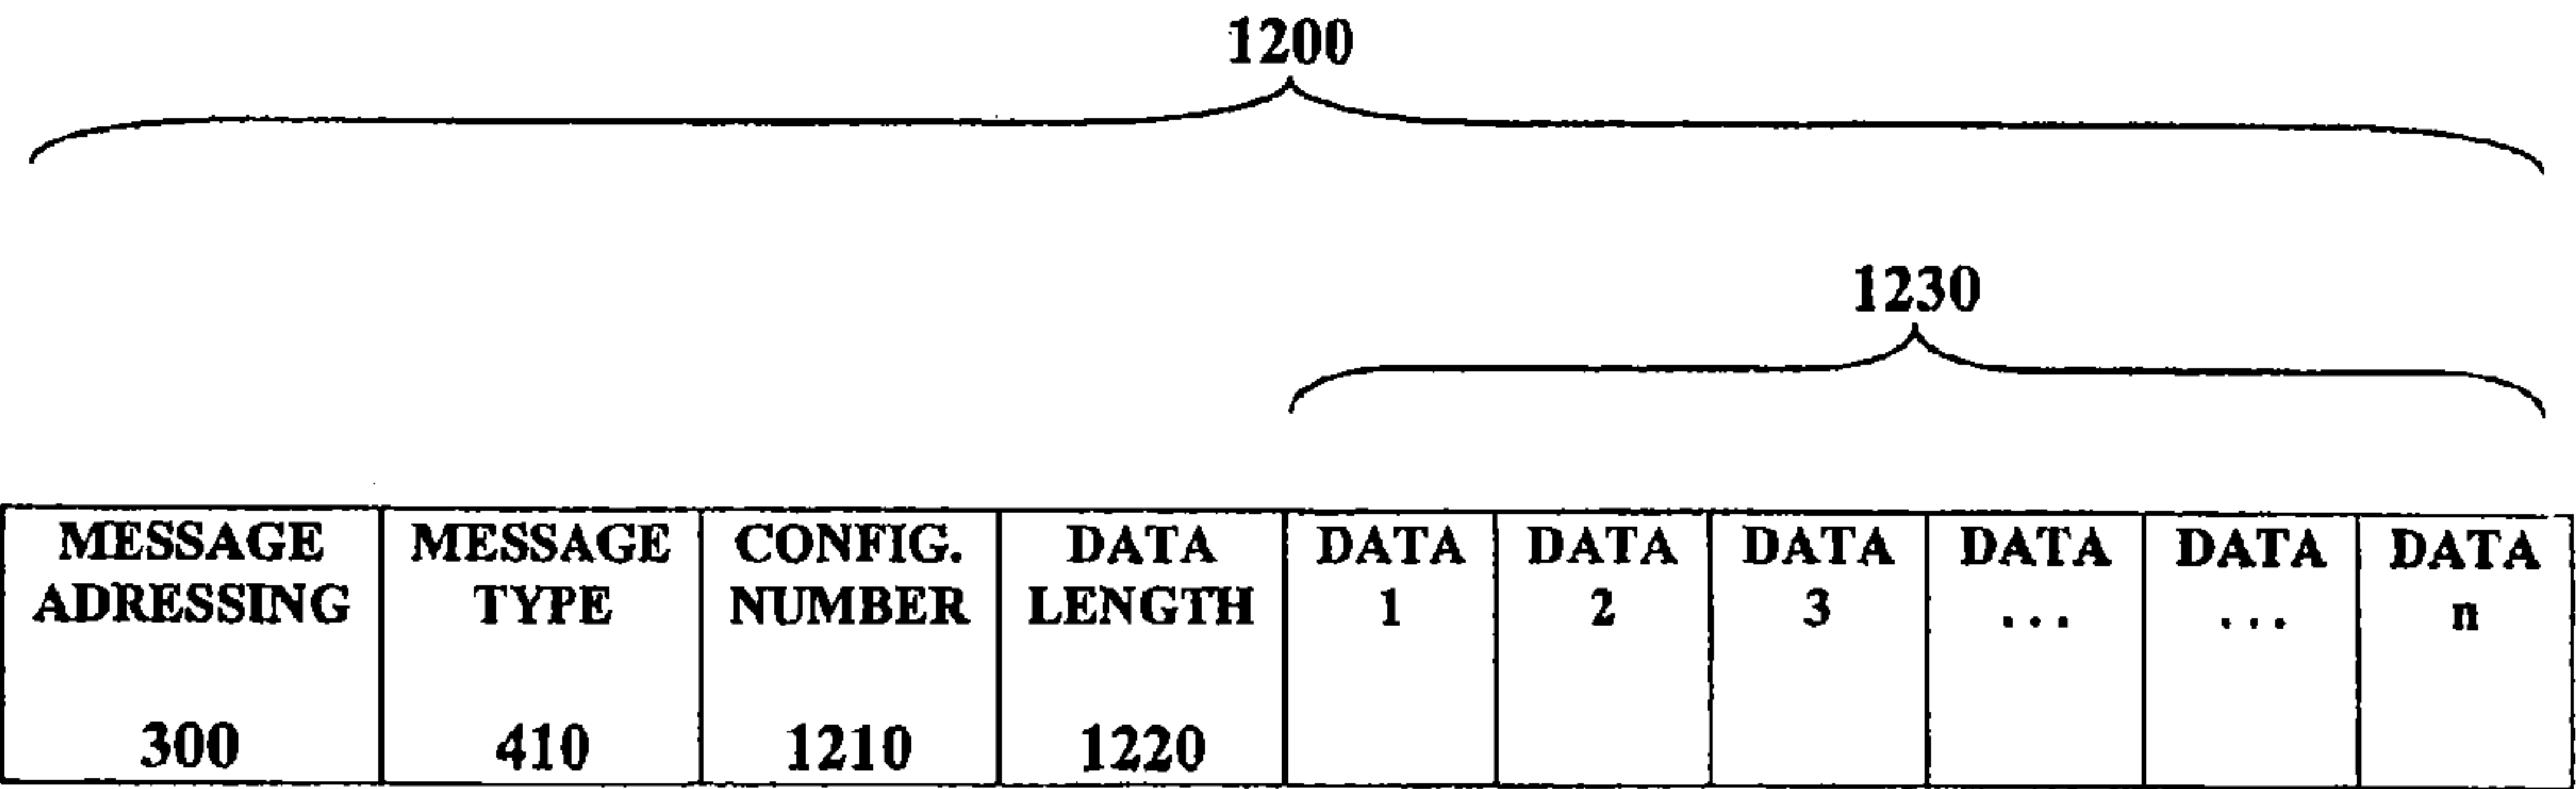 1200
1230
MESSAGE ADRESSING 300
MESSAGE TYPE 410
CONFIG. NUMBER 1210
DATA LENGTH 1220
DATA 1
DATA 2
DATA 3
DATA ...
DATA ...
DATA n